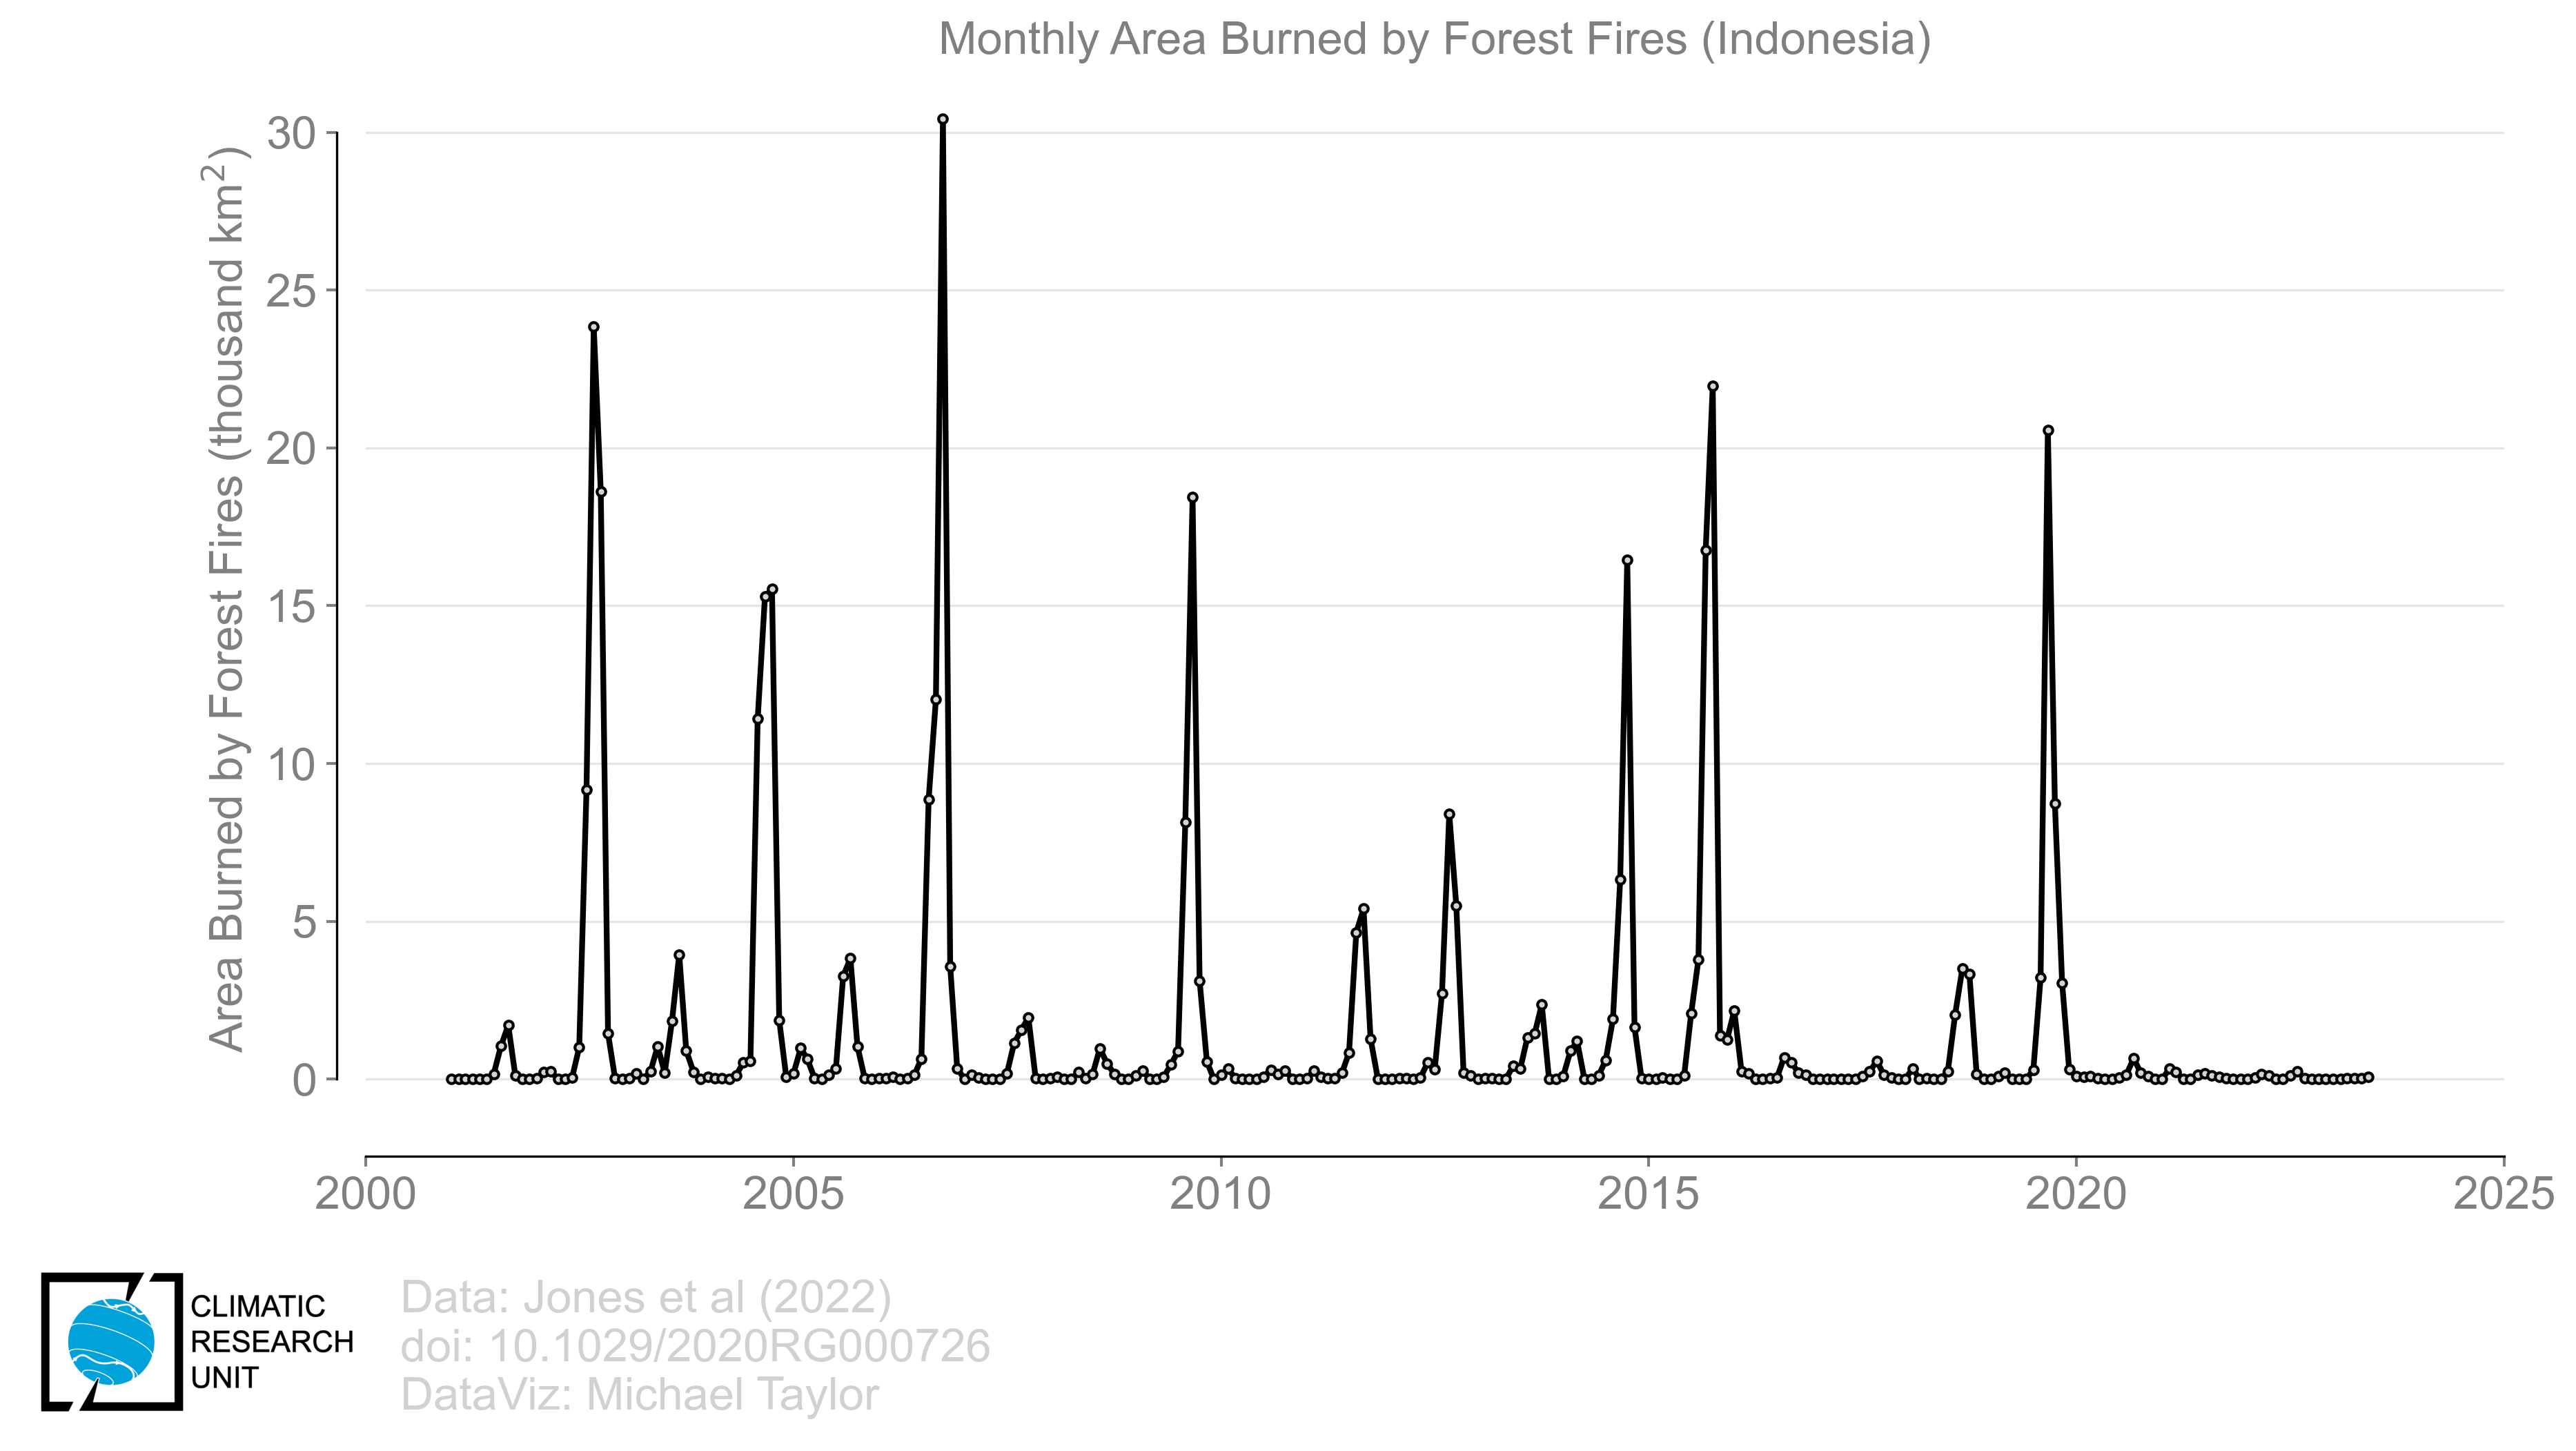 Monthly Area Burned by Forest Fires (Indonesia)
Area Burned by Forest Fires (thousand km²)
30
25
20
15
10
5
0
2000
2005
2010
2015
2020
2025
CLIMATIC
RESEARCH
UNIT
Data: Jones et al (2022)
doi: 10.1029/2020RG000726
DataViz: Michael Taylor